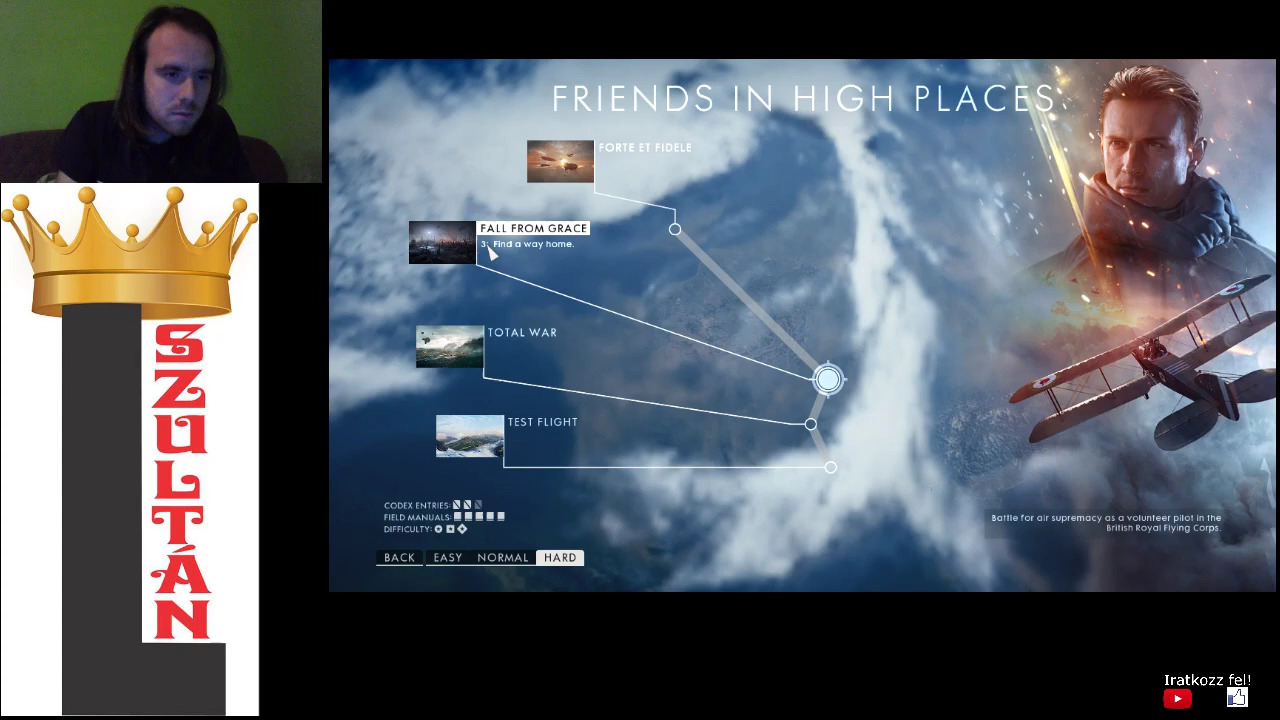 FRIENDS IN HIGH PLACES
FORTE ET FIDELE
FALL FROM GRACE
3: Find a way home.
TOTAL WAR
TEST FLIGHT
CODEX ENTRIES:
FIELD MANUALS:
DIFFICULTY:
BACK EASY NORMAL HARD
Battle for air supremacy as a volunteer pilot in the
British Royal Flying Corps.
L SZULTÁN
Iratkozz fel!